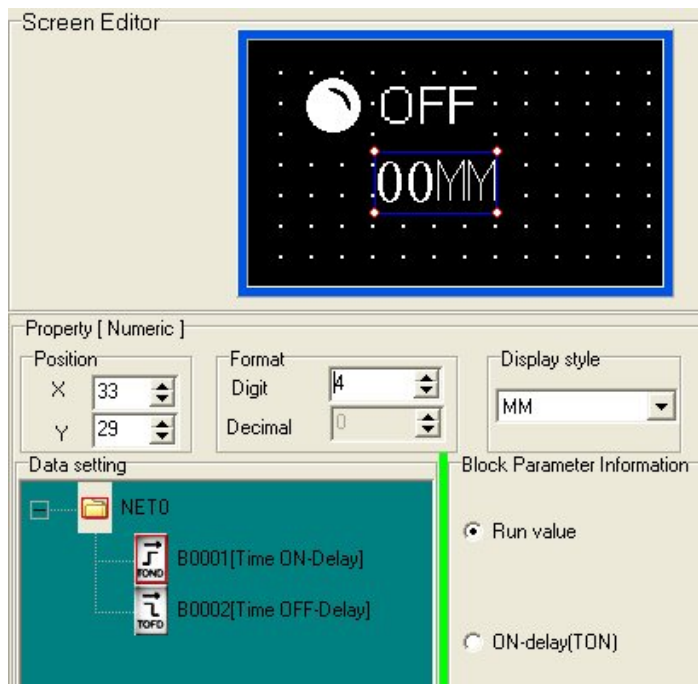 Screen Editor
OFF
00MM
Property [ Numeric ]
Position
X 33
Y 29
Format
Digit 4
Decimal 0
Display style
MM
Data setting
NET0
TOND B0001[Time ON-Delay]
TOFD B0002[Time OFF-Delay]
Block Parameter Information
Run value
ON-delay(TON)